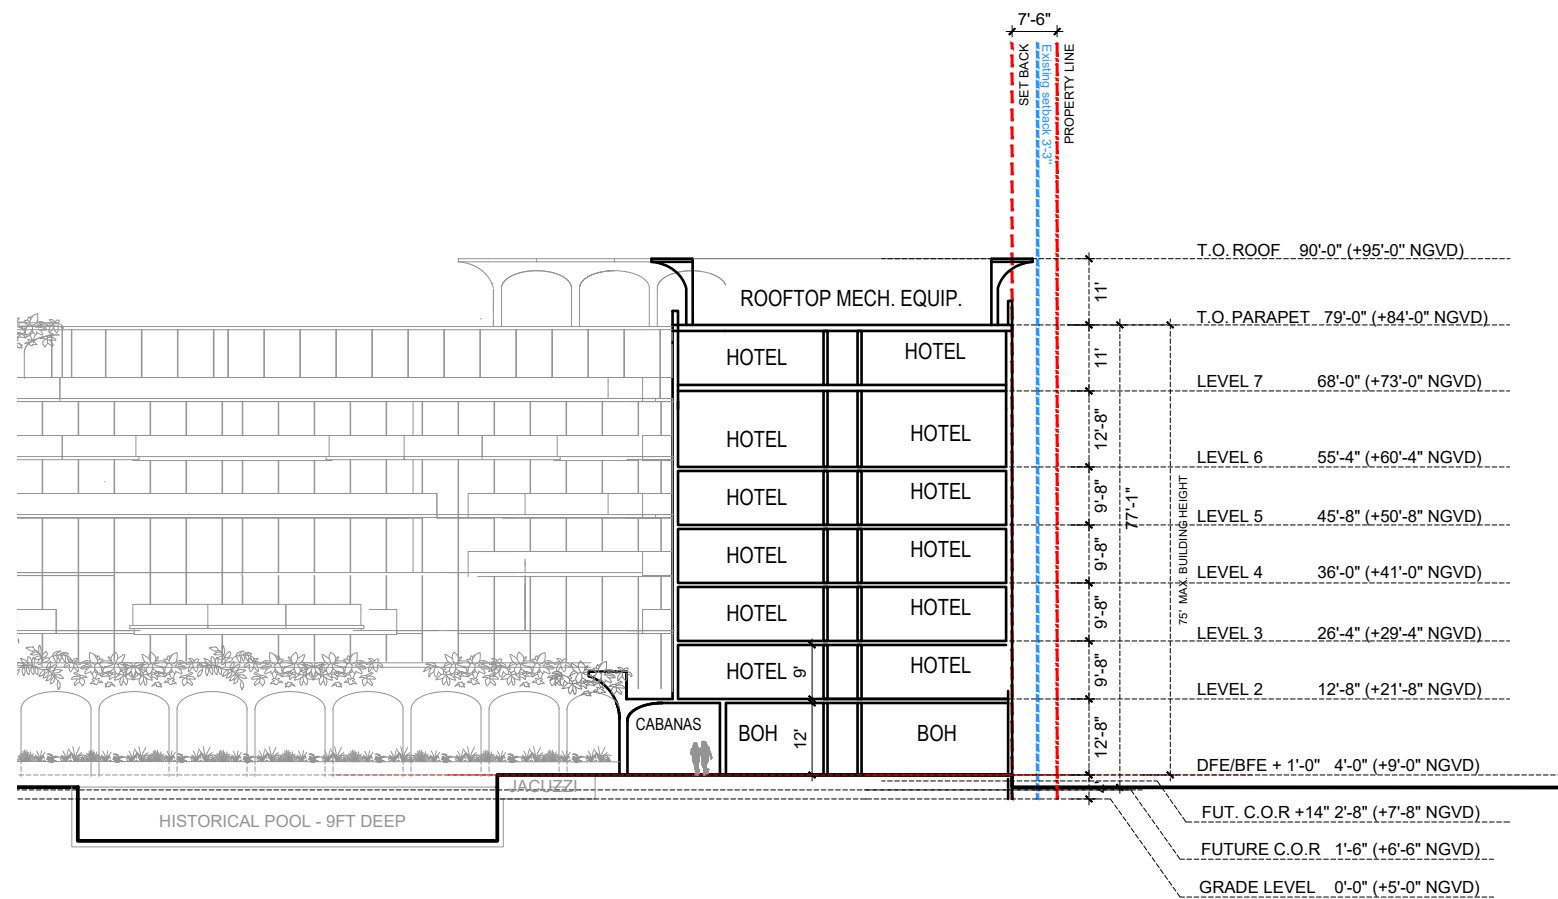 7'-6"
SET BACK
Existing setback 3'-3"
PROPERTY LINE
T.O. ROOF 90'-0" (+95'-0" NGVD)
11'
ROOFTOP MECH. EQUIP.
T.O. PARAPET 79'-0" (+84'-0" NGVD)
HOTEL
HOTEL
11'
LEVEL 7 68'-0" (+73'-0" NGVD)
HOTEL
HOTEL
12'-8"
LEVEL 6 55'-4" (+60'-4" NGVD)
HOTEL
HOTEL
9'-8"
77'-1"
75' MAX. BUILDING HEIGHT
LEVEL 5 45'-8" (+50'-8" NGVD)
HOTEL
HOTEL
9'-8"
LEVEL 4 36'-0" (+41'-0" NGVD)
HOTEL
HOTEL
9'-8"
LEVEL 3 26'-4" (+29'-4" NGVD)
HOTEL
9'
HOTEL
9'-8"
LEVEL 2 12'-8" (+21'-8" NGVD)
CABANAS
BOH
12'
BOH
12'-8"
DFE/BFE + 1'-0" 4'-0" (+9'-0" NGVD)
JACUZZI
HISTORICAL POOL - 9FT DEEP
FUT. C.O.R +14" 2'-8" (+7'-8" NGVD)
FUTURE C.O.R 1'-6" (+6'-6" NGVD)
GRADE LEVEL 0'-0" (+5'-0" NGVD)